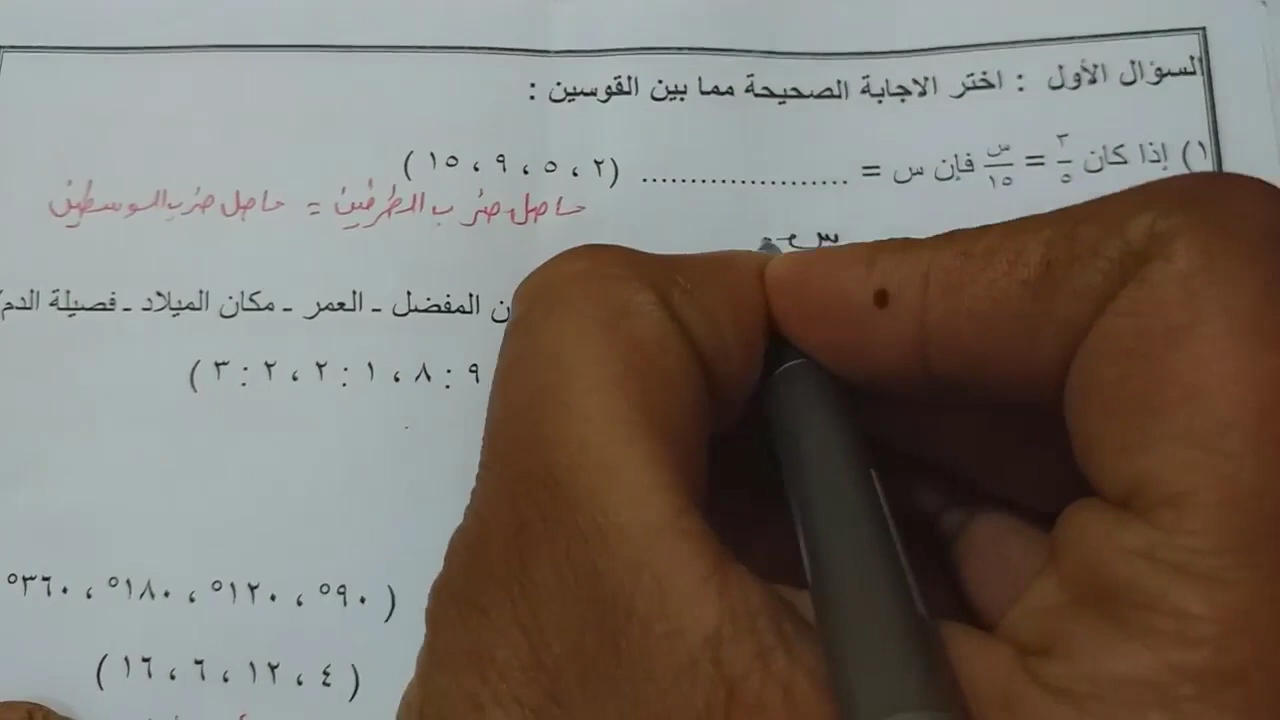 السؤال الأول : اختر الاجابة الصحيحة مما بين القوسين :
١) إذا كان ٣/٥ = س/١٥ فإن س = ..................... (٢ ، ٥ ، ٩ ، ١٥)
حاصل ضرب الطرفين = حاصل ضرب الوسطين
س =
المفضل ـ العمر ـ مكان الميلاد ـ فصيلة الدم
٩ : ٨ ، ١ : ٢ ، ٢ : ٣ )
( ٩٠° ، ١٢٠° ، ١٨٠° ، ٣٦٠°
( ٤ ، ١٢ ، ٦ ، ١٦ )